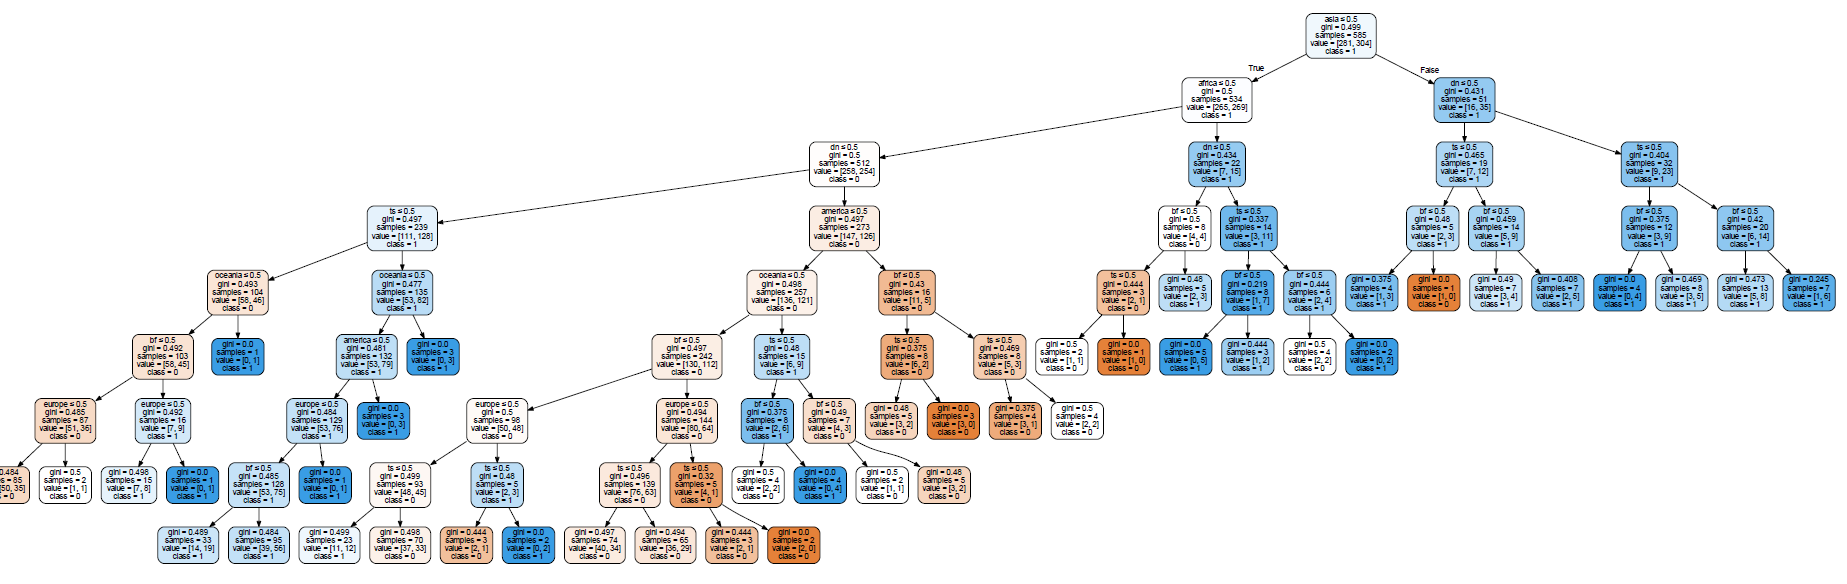 asia ≤ 0.5
gini = 0.499
samples = 585
value = [281, 304]
class = 1
True
False
africa ≤ 0.5
gini = 0.5
samples = 534
value = [265, 269]
class = 1
dn ≤ 0.5
gini = 0.431
samples = 51
value = [16, 35]
class = 1
dn ≤ 0.5
gini = 0.5
samples = 512
value = [258, 254]
class = 0
dn ≤ 0.5
gini = 0.434
samples = 22
value = [7, 15]
class = 1
ts ≤ 0.5
gini = 0.465
samples = 19
value = [7, 12]
class = 1
ts ≤ 0.5
gini = 0.404
samples = 32
value = [9, 23]
class = 1
ts ≤ 0.5
gini = 0.497
samples = 239
value = [111, 128]
class = 1
america ≤ 0.5
gini = 0.497
samples = 273
value = [147, 126]
class = 0
bf ≤ 0.5
gini = 0.5
samples = 8
value = [4, 4]
class = 0
ts ≤ 0.5
gini = 0.337
samples = 14
value = [3, 11]
class = 1
bf ≤ 0.5
gini = 0.48
samples = 5
value = [2, 3]
class = 1
bf ≤ 0.5
gini = 0.459
samples = 14
value = [5, 9]
class = 1
bf ≤ 0.5
gini = 0.375
samples = 12
value = [3, 9]
class = 1
bf ≤ 0.5
gini = 0.42
samples = 20
value = [6, 14]
class = 1
oceania ≤ 0.5
gini = 0.493
samples = 104
value = [58, 46]
class = 0
oceania ≤ 0.5
gini = 0.477
samples = 135
value = [53, 82]
class = 1
oceania ≤ 0.5
gini = 0.498
samples = 257
value = [136, 121]
class = 0
bf ≤ 0.5
gini = 0.43
samples = 16
value = [11, 5]
class = 0
ts ≤ 0.5
gini = 0.444
samples = 3
value = [2, 1]
class = 0
gini = 0.48
samples = 5
value = [2, 3]
class = 1
bf ≤ 0.5
gini = 0.219
samples = 8
value = [1, 7]
class = 1
bf ≤ 0.5
gini = 0.444
samples = 6
value = [2, 4]
class = 1
gini = 0.375
samples = 4
value = [1, 3]
class = 1
gini = 0.0
samples = 1
value = [1, 0]
class = 0
gini = 0.49
samples = 7
value = [3, 4]
class = 1
gini = 0.408
samples = 7
value = [2, 5]
class = 1
gini = 0.0
samples = 4
value = [0, 4]
class = 1
gini = 0.469
samples = 8
value = [3, 5]
class = 1
gini = 0.473
samples = 13
value = [5, 8]
class = 1
gini = 0.245
samples = 7
value = [1, 6]
class = 1
bf ≤ 0.5
gini = 0.492
samples = 103
value = [58, 45]
class = 0
gini = 0.0
samples = 1
value = [0, 1]
class = 1
america ≤ 0.5
gini = 0.481
samples = 132
value = [53, 79]
class = 1
gini = 0.0
samples = 3
value = [0, 3]
class = 1
bf ≤ 0.5
gini = 0.497
samples = 242
value = [130, 112]
class = 0
ts ≤ 0.5
gini = 0.48
samples = 15
value = [6, 9]
class = 1
ts ≤ 0.5
gini = 0.375
samples = 8
value = [6, 2]
class = 0
ts ≤ 0.5
gini = 0.469
samples = 8
value = [5, 3]
class = 0
gini = 0.5
samples = 2
value = [1, 1]
class = 0
gini = 0.0
samples = 1
value = [1, 0]
class = 0
gini = 0.0
samples = 5
value = [0, 5]
class = 1
gini = 0.444
samples = 3
value = [1, 2]
class = 1
gini = 0.5
samples = 4
value = [2, 2]
class = 0
gini = 0.0
samples = 2
value = [0, 2]
class = 1
europe ≤ 0.5
gini = 0.485
samples = 87
value = [51, 36]
class = 0
europe ≤ 0.5
gini = 0.492
samples = 16
value = [7, 9]
class = 1
europe ≤ 0.5
gini = 0.484
samples = 129
value = [53, 76]
class = 1
gini = 0.0
samples = 3
value = [0, 3]
class = 1
europe ≤ 0.5
gini = 0.5
samples = 98
value = [50, 48]
class = 0
europe ≤ 0.5
gini = 0.494
samples = 144
value = [80, 64]
class = 0
bf ≤ 0.5
gini = 0.375
samples = 8
value = [2, 6]
class = 1
bf ≤ 0.5
gini = 0.49
samples = 7
value = [4, 3]
class = 0
gini = 0.48
samples = 5
value = [3, 2]
class = 0
gini = 0.0
samples = 3
value = [3, 0]
class = 0
gini = 0.375
samples = 4
value = [3, 1]
class = 0
gini = 0.5
samples = 4
value = [2, 2]
class = 0
0.484
s = 85
[50, 35]
= 0
gini = 0.5
samples = 2
value = [1, 1]
class = 0
gini = 0.498
samples = 15
value = [7, 8]
class = 1
gini = 0.0
samples = 1
value = [0, 1]
class = 1
bf ≤ 0.5
gini = 0.485
samples = 128
value = [53, 75]
class = 1
gini = 0.0
samples = 1
value = [0, 1]
class = 1
ts ≤ 0.5
gini = 0.499
samples = 93
value = [48, 45]
class = 0
ts ≤ 0.5
gini = 0.48
samples = 5
value = [2, 3]
class = 1
ts ≤ 0.5
gini = 0.496
samples = 139
value = [76, 63]
class = 0
ts ≤ 0.5
gini = 0.32
samples = 5
value = [4, 1]
class = 0
gini = 0.5
samples = 4
value = [2, 2]
class = 0
gini = 0.0
samples = 4
value = [0, 4]
class = 1
gini = 0.5
samples = 2
value = [1, 1]
class = 0
gini = 0.48
samples = 5
value = [3, 2]
class = 0
gini = 0.489
samples = 33
value = [14, 19]
class = 1
gini = 0.484
samples = 95
value = [39, 56]
class = 1
gini = 0.499
samples = 23
value = [11, 12]
class = 1
gini = 0.498
samples = 70
value = [37, 33]
class = 0
gini = 0.444
samples = 3
value = [2, 1]
class = 0
gini = 0.0
samples = 2
value = [0, 2]
class = 1
gini = 0.497
samples = 74
value = [40, 34]
class = 0
gini = 0.494
samples = 65
value = [36, 29]
class = 0
gini = 0.444
samples = 3
value = [2, 1]
class = 0
gini = 0.0
samples = 2
value = [2, 0]
class = 0